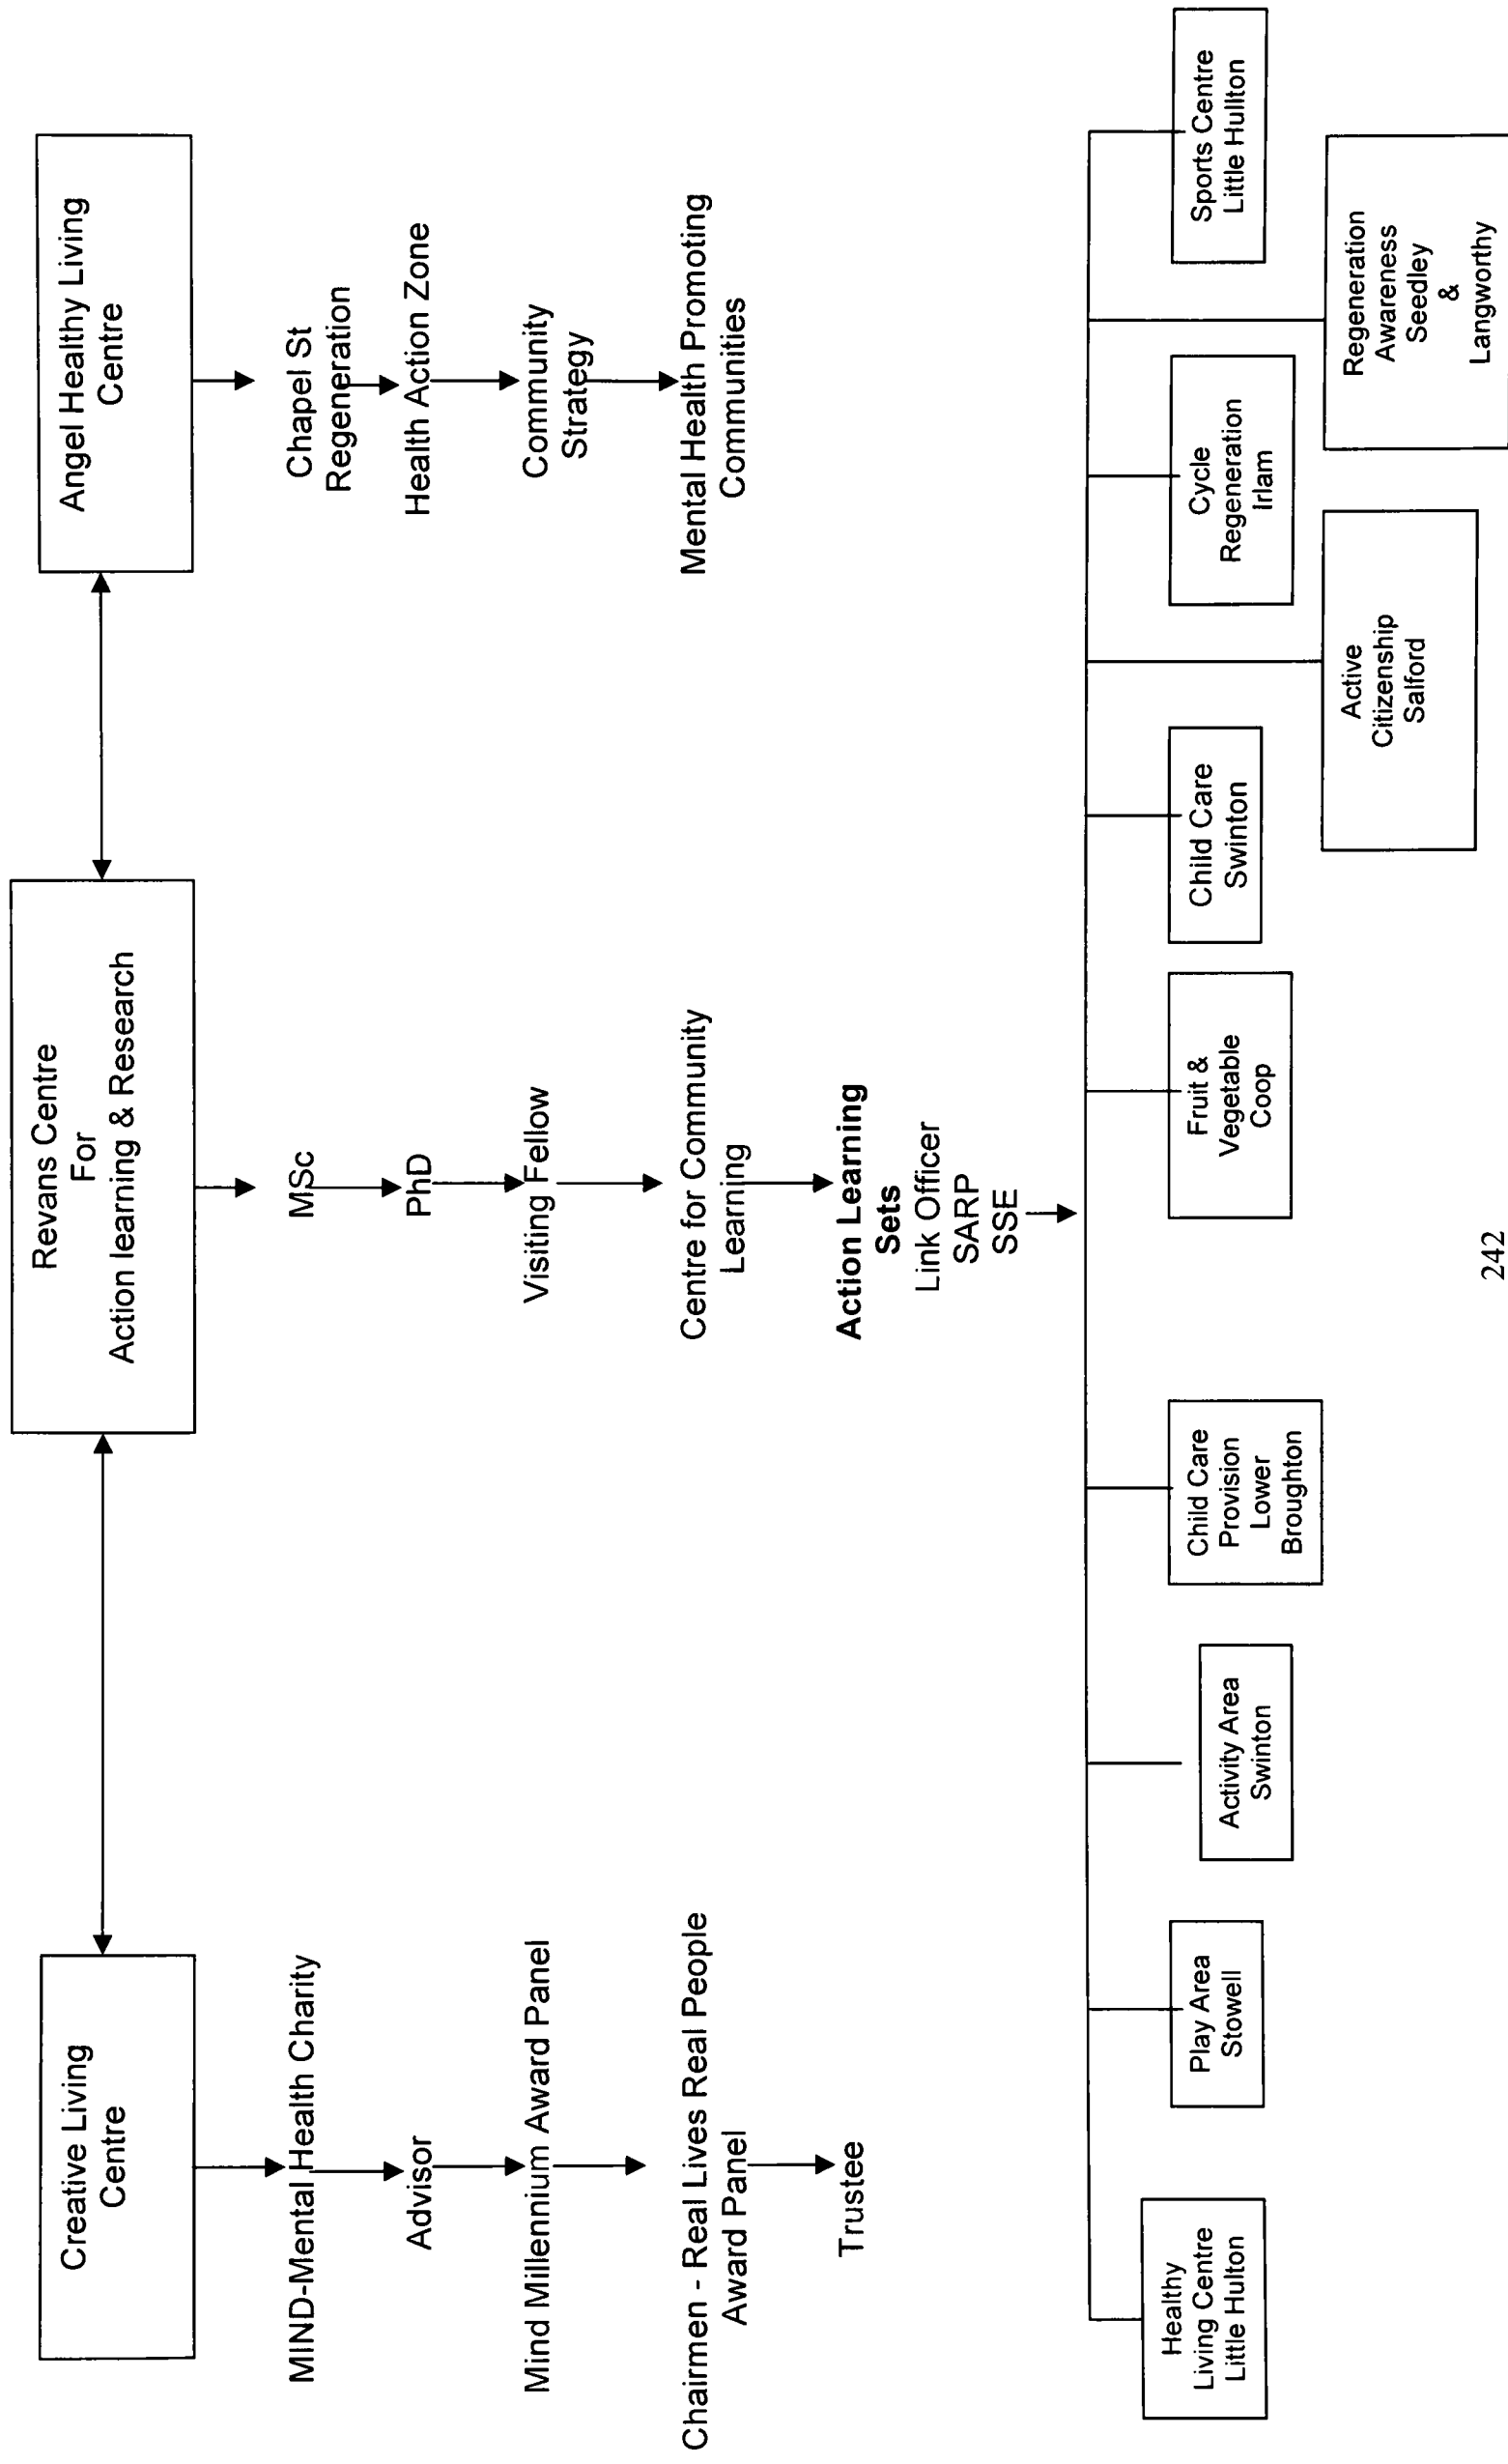 Creative Living
Centre
Revans Centre
For
Action learning & Research
Angel Healthy Living
Centre
MIND-Mental Health Charity
Advisor
Mind Millennium Award Panel
Chairmen - Real Lives Real People
Award Panel
Trustee
MSc
PhD
Visiting Fellow
Centre for Community
Learning
Action Learning
Sets
Link Officer
SARP
SSE
Chapel St
Regeneration
Health Action Zone
Community
Strategy
Mental Health Promoting
Communities
Healthy
Living Centre
Little Hulton
Play Area
Stowell
Activity Area
Swinton
Child Care
Provision
Lower
Broughton
Fruit &
Vegetable
Coop
Child Care
Swinton
Active
Citizenship
Salford
Cycle
Regeneration
Irlam
Regeneration
Awareness
Seedley
&
Langworthy
Sports Centre
Little Hullton
242